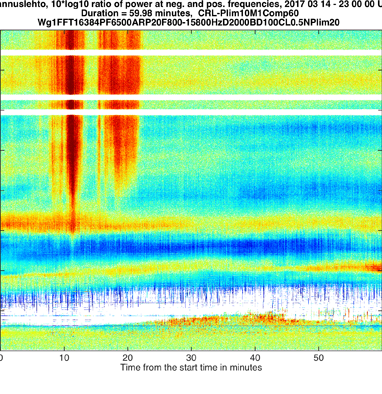 annuslehto, 10*log10 ratio of power at neg. and pos. frequencies, 2017 03 14 - 23 00 00 U
Duration = 59.98 minutes, CRL-Plim10M1Comp60
Wg1FFT16384PF6500ARP20F800-15800HzD2000BD100CL0.5NPlim20
0 10 20 30 40 50
Time from the start time in minutes